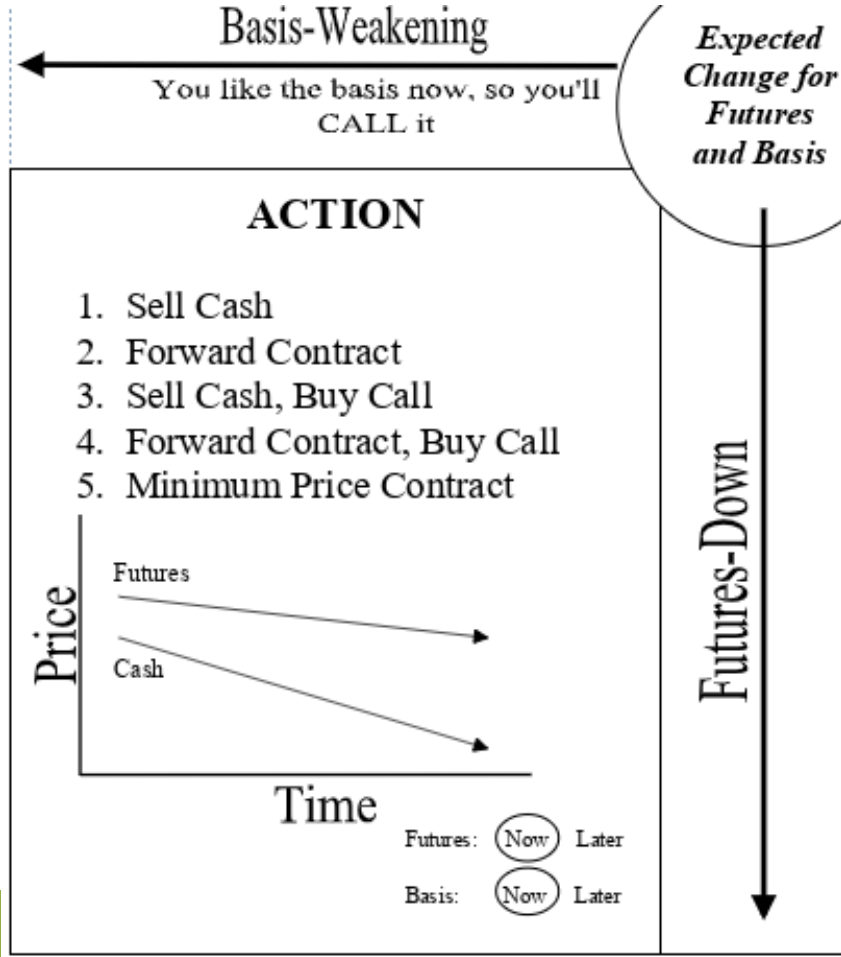 Basis-Weakening
You like the basis now, so you'll
CALL it
Expected
Change for
Futures
and Basis
ACTION
1. Sell Cash
2. Forward Contract
3. Sell Cash, Buy Call
4. Forward Contract, Buy Call
5. Minimum Price Contract
Futures
Cash
Price
Time
Futures: Now Later
Basis: Now Later
Futures-Down